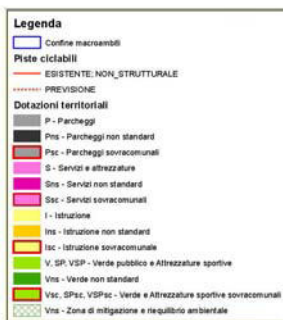 Legenda
Confine macroambiti
Piste ciclabili
ESISTENTE; NON_STRUTTURALE
PREVISIONE
Dotazioni territoriali
P - Parcheggi
Pns - Parcheggi non standard
Psc - Parcheggi sovracomunali
S - Servizi e attrezzature
Sns - Servizi non standard
Ssc - Servizi sovracomunali
I - Istruzione
Ins - Istruzione non standard
Isc - Istruzione sovracomunale
V, SP, VSP - Verde pubblico e Attrezzature sportive
Vns - Verde non standard
Vsc, SPsc, VSPsc - Verde e Attrezzature sportive sovracomunali
Vns - Zona di mitigazione e riequilibrio ambientale